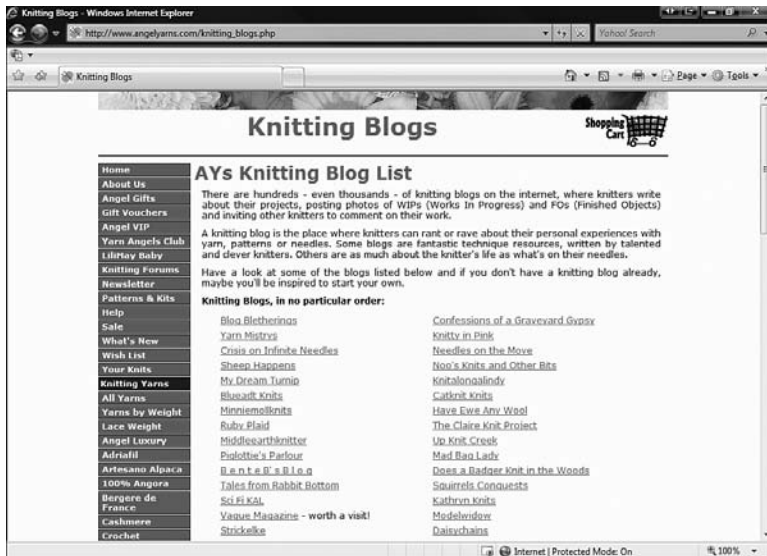 Knitting Blogs - Windows Internet Explorer
http://www.angelyarns.com/knitting_blogs.php
Yahoo! Search
Knitting Blogs
Page
Tools
Knitting Blogs
Shopping
Cart
Home
About Us
Angel Gifts
Gift Vouchers
Angel VIP
Yarn Angels Club
LiliMay Baby
Knitting Forums
Newsletter
Patterns & Kits
Help
Sale
What's New
Wish List
Your Knits
Knitting Yarns
All Yarns
Yarns by Weight
Lace Weight
Angel Luxury
Adriafil
Artesano Alpaca
100% Angora
Bergere de
France
Cashmere
Crochet
AYs Knitting Blog List
There are hundreds - even thousands - of knitting blogs on the internet, where knitters write
about their projects, posting photos of WIPs (Works In Progress) and FOs (Finished Objects)
and inviting other knitters to comment on their work.
A knitting blog is the place where knitters can rant or rave about their personal experiences with
yarn, patterns or needles. Some blogs are fantastic technique resources, written by talented
and clever knitters. Others are as much about the knitter's life as what's on their needles.
Have a look at some of the blogs listed below and if you don't have a knitting blog already,
maybe you'll be inspired to start your own.
Knitting Blogs, in no particular order:
Blog Bletherings
Yarn Mistrys
Crisis on Infinite Needles
Sheep Happens
My Dream Turnip
Blueadt Knits
Minniemollknits
Ruby Plaid
Middleearthknitter
Piglottie's Parlour
B e n t e B' s B l o g
Tales from Rabbit Bottom
Sci Fi KAL
Vague Magazine - worth a visit!
Strickelke
Confessions of a Graveyard Gypsy
Knitty in Pink
Needles on the Move
Noo's Knits and Other Bits
Knitalongalindy
Catknit Knits
Have Ewe Any Wool
The Claire Knit Project
Up Knit Creek
Mad Bag Lady
Does a Badger Knit in the Woods
Squirrels Conquests
Kathryn Knits
Modelwidow
Daisychains
Internet | Protected Mode: On
100%